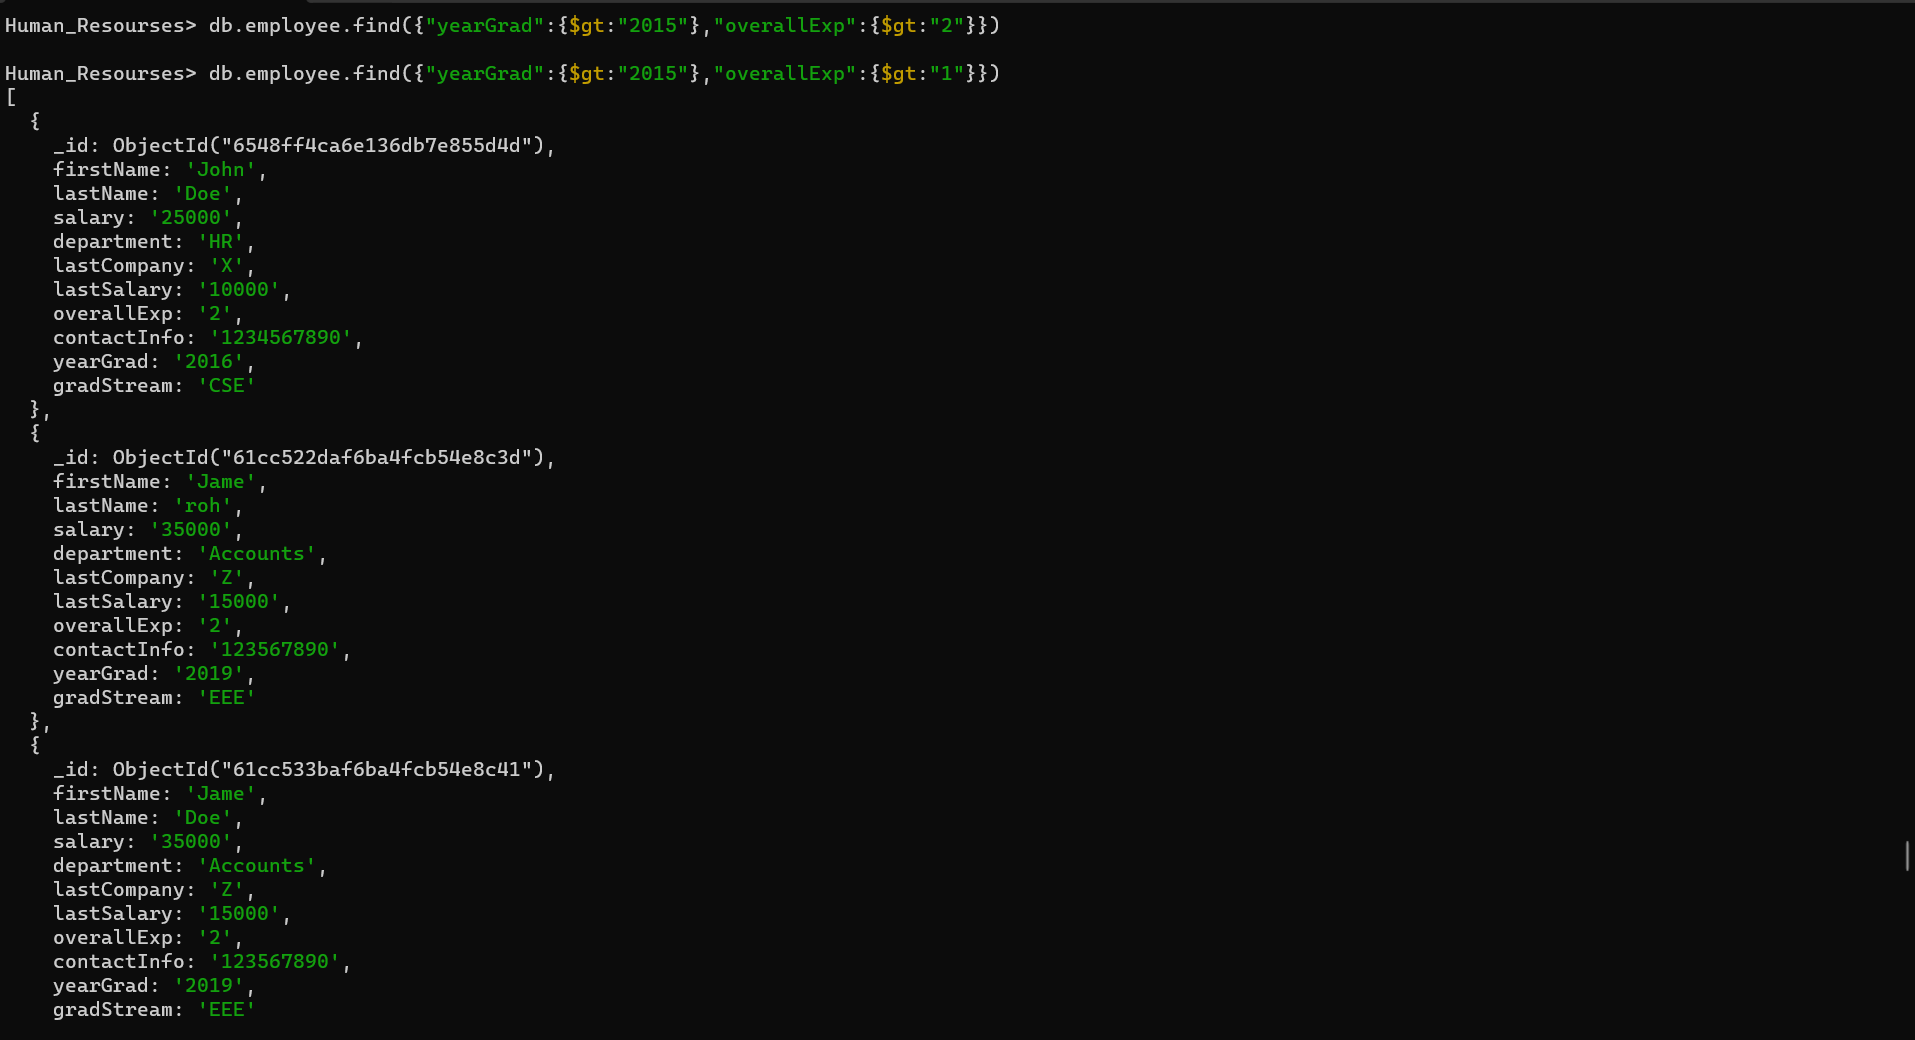 Human_Resourses> db.employee.find({"yearGrad":{$gt:"2015"},"overallExp":{$gt:"2"}})
Human_Resourses> db.employee.find({"yearGrad":{$gt:"2015"},"overallExp":{$gt:"1"}})
[
  {
    _id: ObjectId("6548ff4ca6e136db7e855d4d"),
    firstName: 'John',
    lastName: 'Doe',
    salary: '25000',
    department: 'HR',
    lastCompany: 'X',
    lastSalary: '10000',
    overallExp: '2',
    contactInfo: '1234567890',
    yearGrad: '2016',
    gradStream: 'CSE'
  },
  {
    _id: ObjectId("61cc522daf6ba4fcb54e8c3d"),
    firstName: 'Jame',
    lastName: 'roh',
    salary: '35000',
    department: 'Accounts',
    lastCompany: 'Z',
    lastSalary: '15000',
    overallExp: '2',
    contactInfo: '123567890',
    yearGrad: '2019',
    gradStream: 'EEE'
  },
  {
    _id: ObjectId("61cc533baf6ba4fcb54e8c41"),
    firstName: 'Jame',
    lastName: 'Doe',
    salary: '35000',
    department: 'Accounts',
    lastCompany: 'Z',
    lastSalary: '15000',
    overallExp: '2',
    contactInfo: '123567890',
    yearGrad: '2019',
    gradStream: 'EEE'